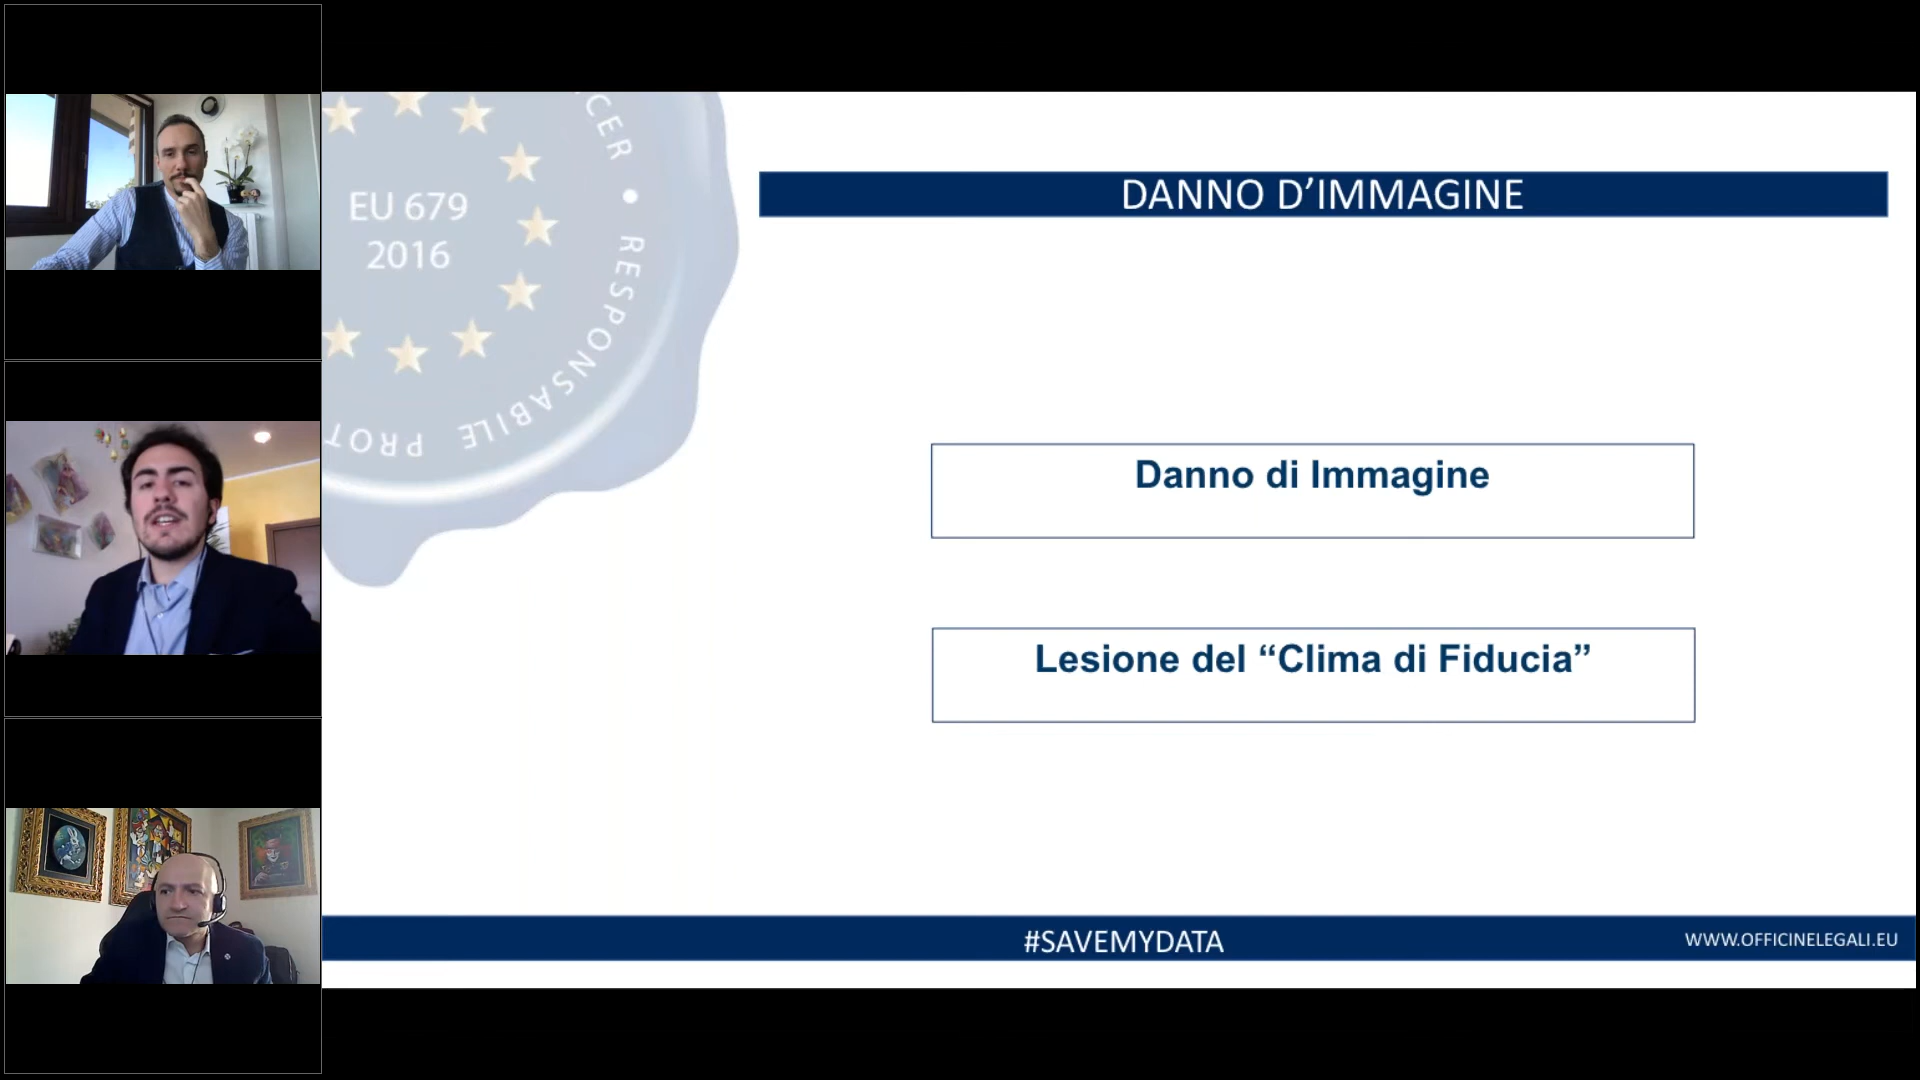 CER • RESPONSABILE PROT
EU 679
2016
DANNO D’IMMAGINE
Danno di Immagine
Lesione del “Clima di Fiducia”
#SAVEMYDATA
WWW.OFFICINELEGALI.EU